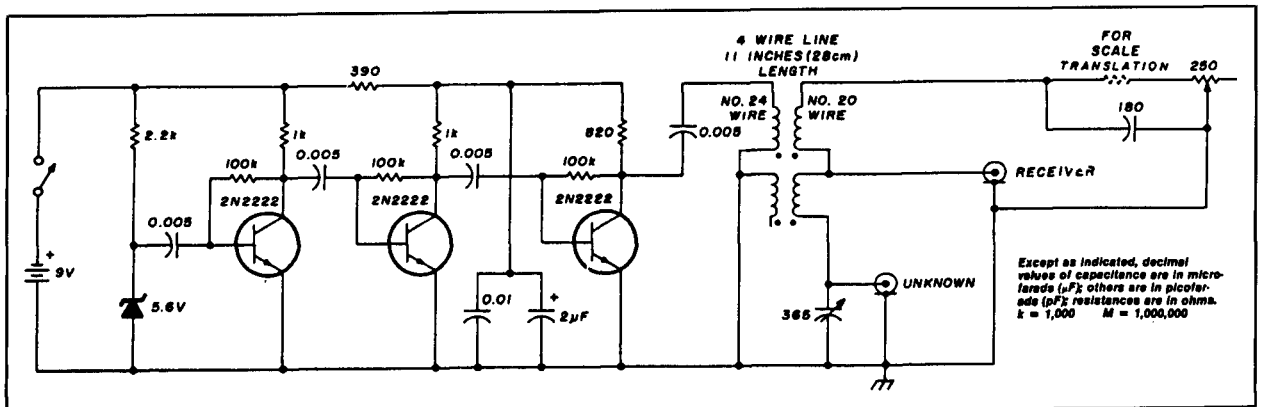 4 WIRE LINE
11 INCHES (28cm)
LENGTH
FOR
SCALE
TRANSLATION
250
390
NO. 24
WIRE
NO. 20
WIRE
180
2.2k
1k
1k
820
0.005
0.005
0.005
100k
100k
100k
2N2222
2N2222
2N2222
RECEIVER
0.005
+
9V
5.6V
0.01
+
2µF
UNKNOWN
365
Except as indicated, decimal
values of capacitance are in micro-
farads (µF); others are in picofar-
ads (pF); resistances are in ohms.
k = 1,000 M = 1,000,000